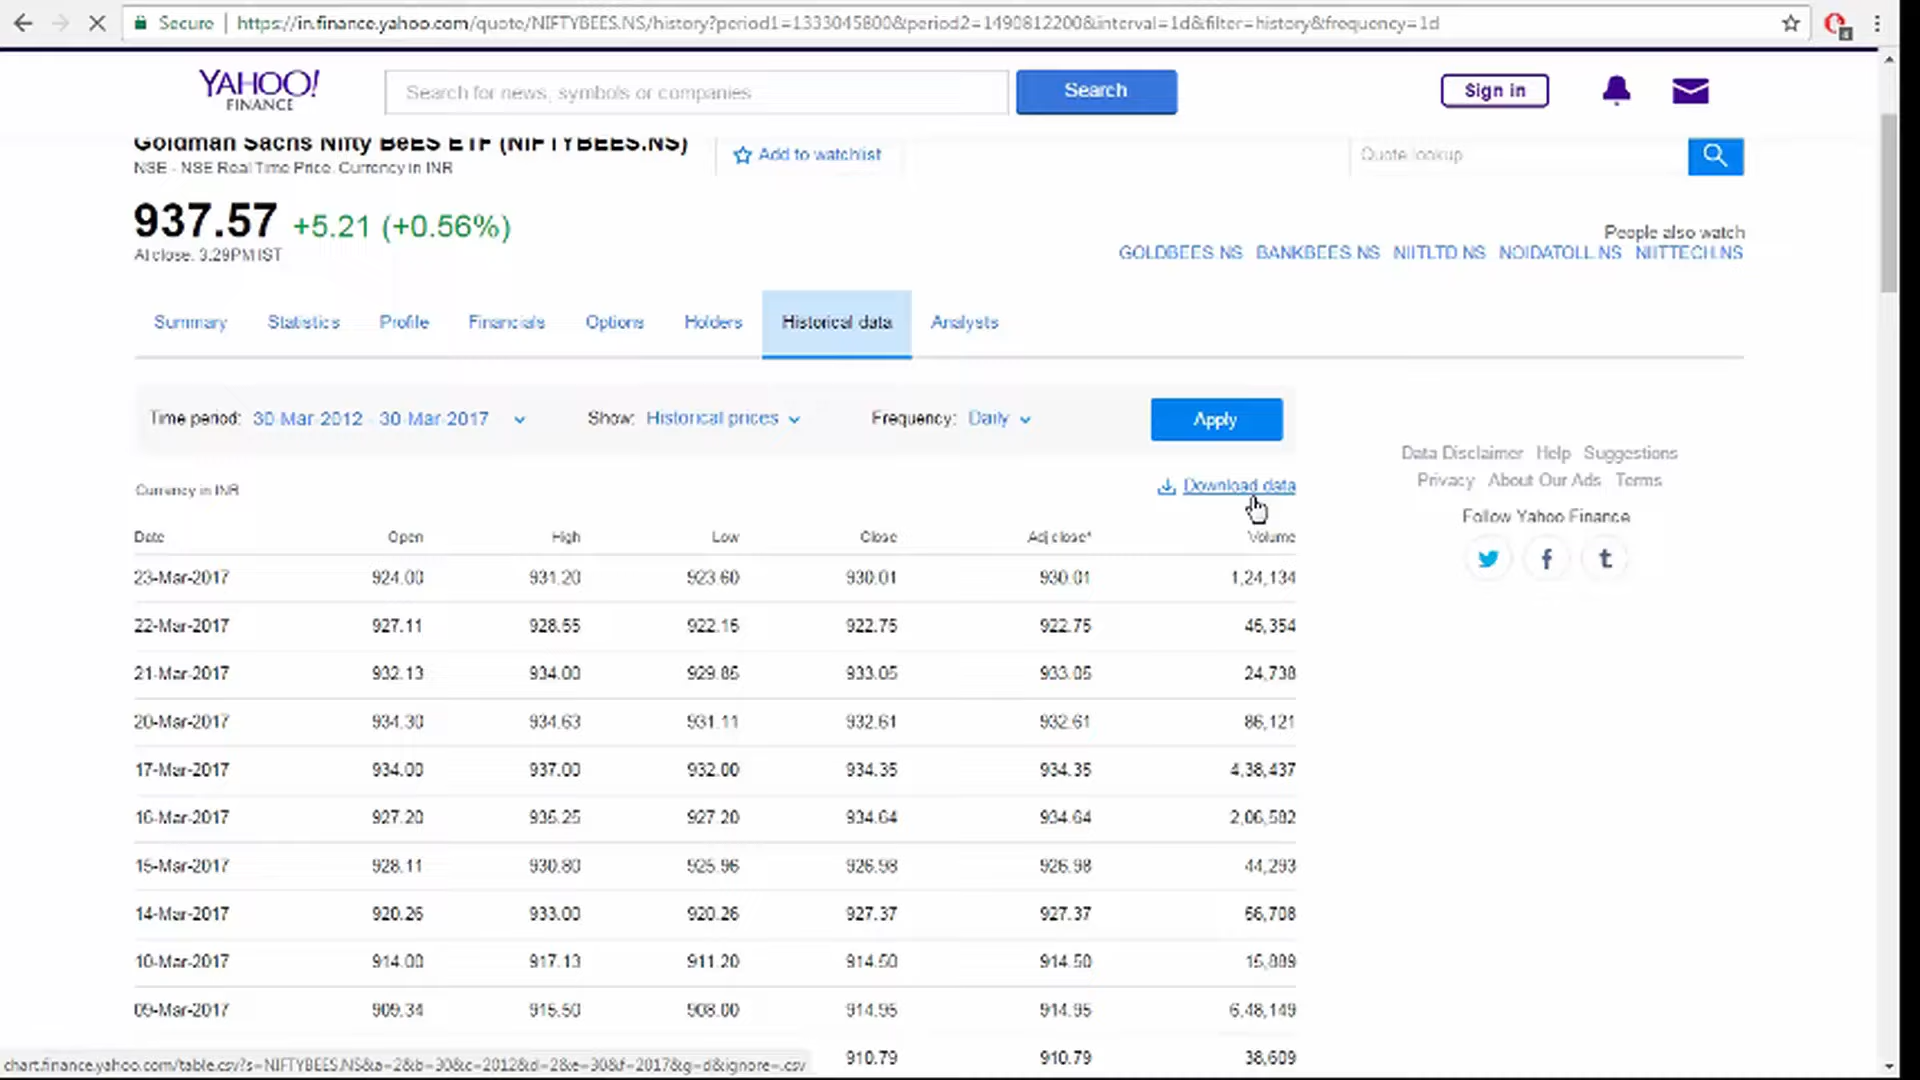 Secure | https://in.finance.yahoo.com/quote/NIFTYBEES.NS/history?period1=1333045800&period2=1490812200&interval=1d&filter=history&frequency=1d
YAHOO!
FINANCE
Search for news, symbols or companies
Search
Sign in
Goldman Sachs Nifty BeES ETF (NIFTYBEES.NS)
Add to watchlist
Quote lookup
NSE - NSE Real Time Price. Currency in INR
937.57 +5.21 (+0.56%)
At close: 3:29PM IST
People also watch
GOLDBEES.NS BANKBEES.NS NIITLTD.NS NOIDATOLL.NS NIITTECH.NS
Summary Statistics Profile Financials Options Holders Historical data Analysts
Time period: 30-Mar-2012 - 30-Mar-2017 Show: Historical prices Frequency: Daily Apply
Data Disclaimer Help Suggestions
Privacy About Our Ads Terms
Follow Yahoo Finance
Currency in INR
Download data
Date Open High Low Close Adj close* Volume
23-Mar-2017 924.00 931.20 923.60 930.01 930.01 1,24,134
22-Mar-2017 927.11 928.55 922.15 922.75 922.75 46,354
21-Mar-2017 932.13 934.00 929.85 933.05 933.05 24,738
20-Mar-2017 934.30 934.63 931.11 932.61 932.61 86,121
17-Mar-2017 934.00 937.00 932.00 934.35 934.35 4,38,437
16-Mar-2017 927.20 935.25 927.20 934.64 934.64 2,06,582
15-Mar-2017 928.11 930.80 925.96 926.98 926.98 44,293
14-Mar-2017 920.26 933.00 920.26 927.37 927.37 56,708
10-Mar-2017 914.00 917.13 911.20 914.50 914.50 15,889
09-Mar-2017 909.34 915.50 908.00 914.95 914.95 6,48,149
910.79 910.79 38,609
chart.finance.yahoo.com/table.csv?s=NIFTYBEES.NS&a=2&b=30&c=2012&d=2&e=30&f=2017&g=d&ignore=.csv